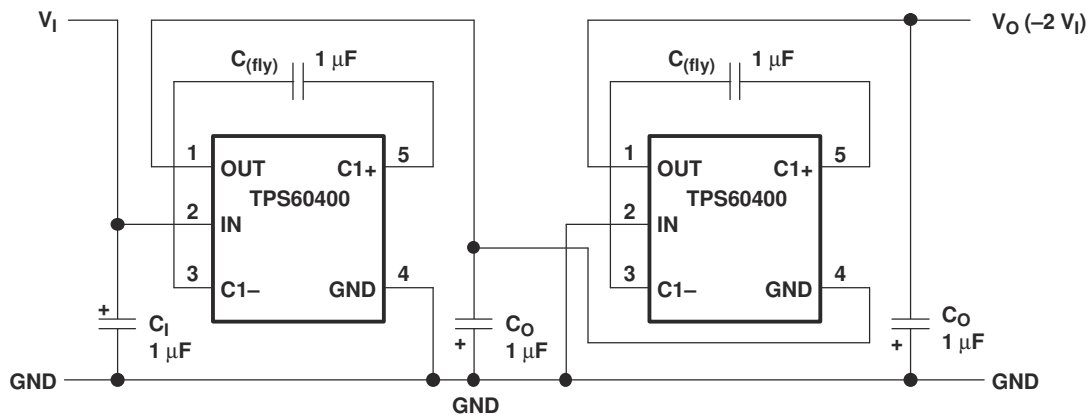 V_I
V_O (–2 V_I)
C_(fly) 1 µF
C_(fly) 1 µF
1 OUT C1+ 5
TPS60400
2 IN
3 C1– GND 4
1 OUT C1+ 5
TPS60400
2 IN
3 C1– GND 4
+ C_I
1 µF
+ C_O
1 µF
+ C_O
1 µF
GND
GND
GND